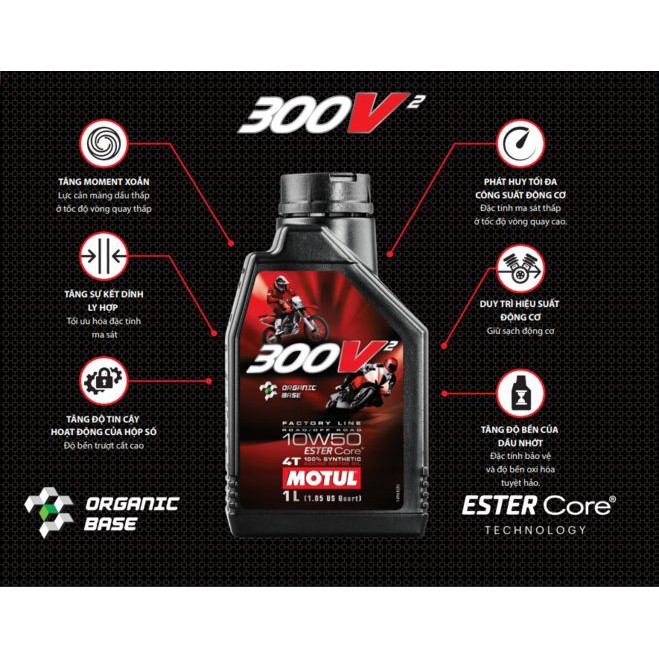 300V²
TĂNG MOMENT XOẮN
Lực cản màng dầu thấp
ở tốc độ vòng quay thấp
TĂNG SỰ KẾT DÍNH
LY HỢP
Tối ưu hóa đặc tính
ma sát
TĂNG ĐỘ TIN CẬY
HOẠT ĐỘNG CỦA HỘP SỐ
Độ bền trượt cắt cao
PHÁT HUY TỐI ĐA
CÔNG SUẤT ĐỘNG CƠ
Đặc tính ma sát thấp
ở tốc độ vòng quay cao.
DUY TRÌ HIỆU SUẤT
ĐỘNG CƠ
Giữ sạch động cơ
TĂNG ĐỘ BỀN CỦA
DẦU NHỚT
Đặc tính bảo vệ
và độ bền oxi hóa
tuyệt hảo.
300V²
ORGANIC
BASE
FACTORY LINE
ROAD/OFF ROAD
10W50
ESTER Core®
4T 100% SYNTHETIC
MOTUL
1L (1.05 US Quart)
ORGANIC
BASE
ESTER Core®
TECHNOLOGY